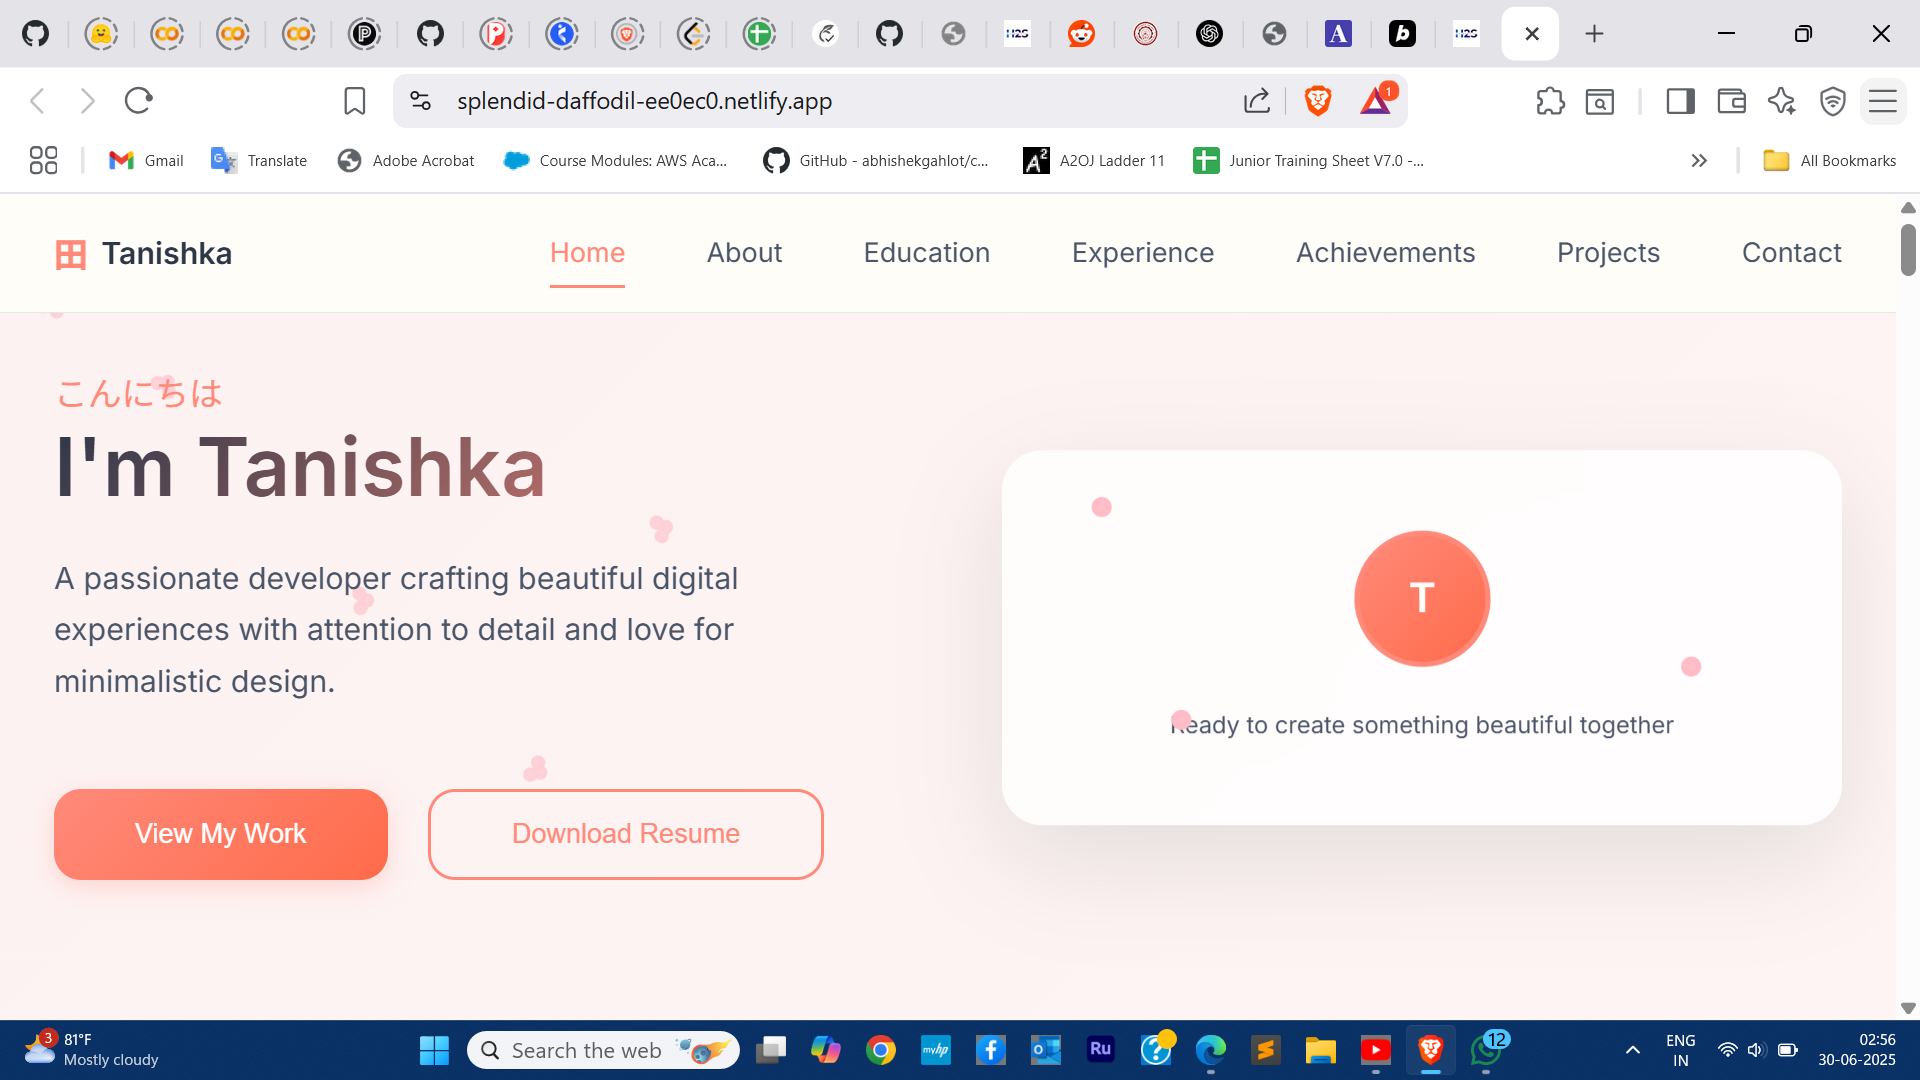 splendid-daffodil-ee0ec0.netlify.app
1
Gmail
Translate
Adobe Acrobat
Course Modules: AWS Aca...
GitHub - abhishekgahlot/c...
A2OJ Ladder 11
Junior Training Sheet V7.0 -...
All Bookmarks
田 Tanishka
Home
About
Education
Experience
Achievements
Projects
Contact
こんにちは
I'm Tanishka
A passionate developer crafting beautiful digital
experiences with attention to detail and love for
minimalistic design.
View My Work
Download Resume
T
Ready to create something beautiful together
3
81°F
Mostly cloudy
Search the web
myhp
Ru
12
ENG
IN
02:56
30-06-2025